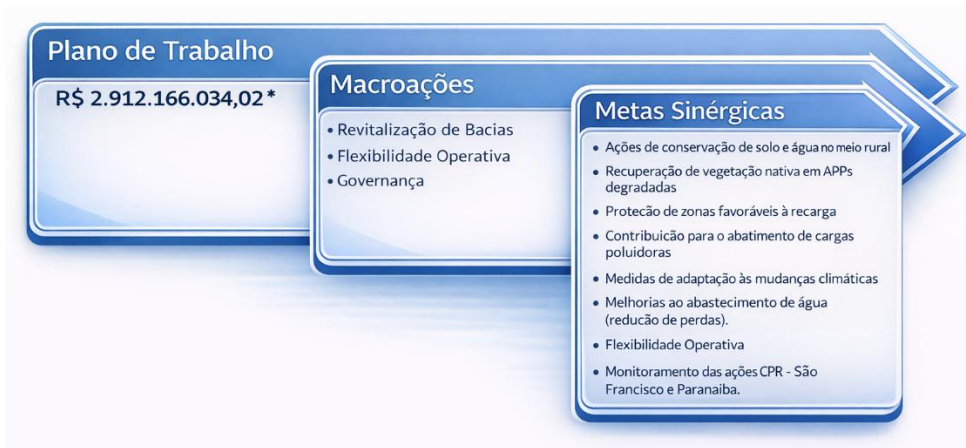 Plano de Trabalho
R$ 2.912.166.034,02*
Macroações
• Revitalização de Bacias
• Flexibilidade Operativa
• Governança
Metas Sinérgicas
• Ações de conservação de solo e água no meio rural
• Recuperação de vegetação nativa em APPs
degradadas
• Protecão de zonas favoráveis à recarga
• Contribuicão para o abatimento de cargas
poluidoras
• Medidas de adaptação às mudanças climáticas
• Melhorias ao abastecimento de água
(reducão de perdas).
• Flexibilidade Operativa
• Monitoramento das ações CPR - São
Francisco e Paranaiba.